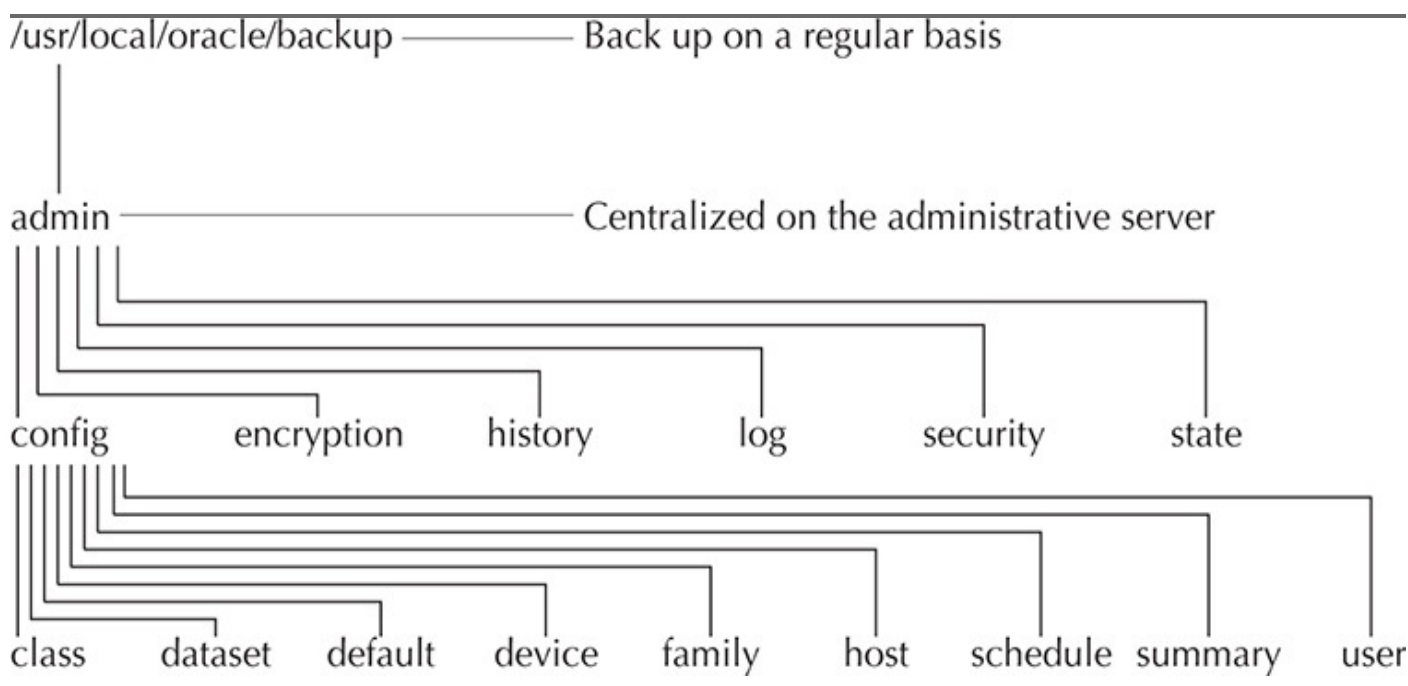 /usr/local/oracle/backup Back up on a regular basis
admin Centralized on the administrative server
config encryption history log security state
class dataset default device family host schedule summary user